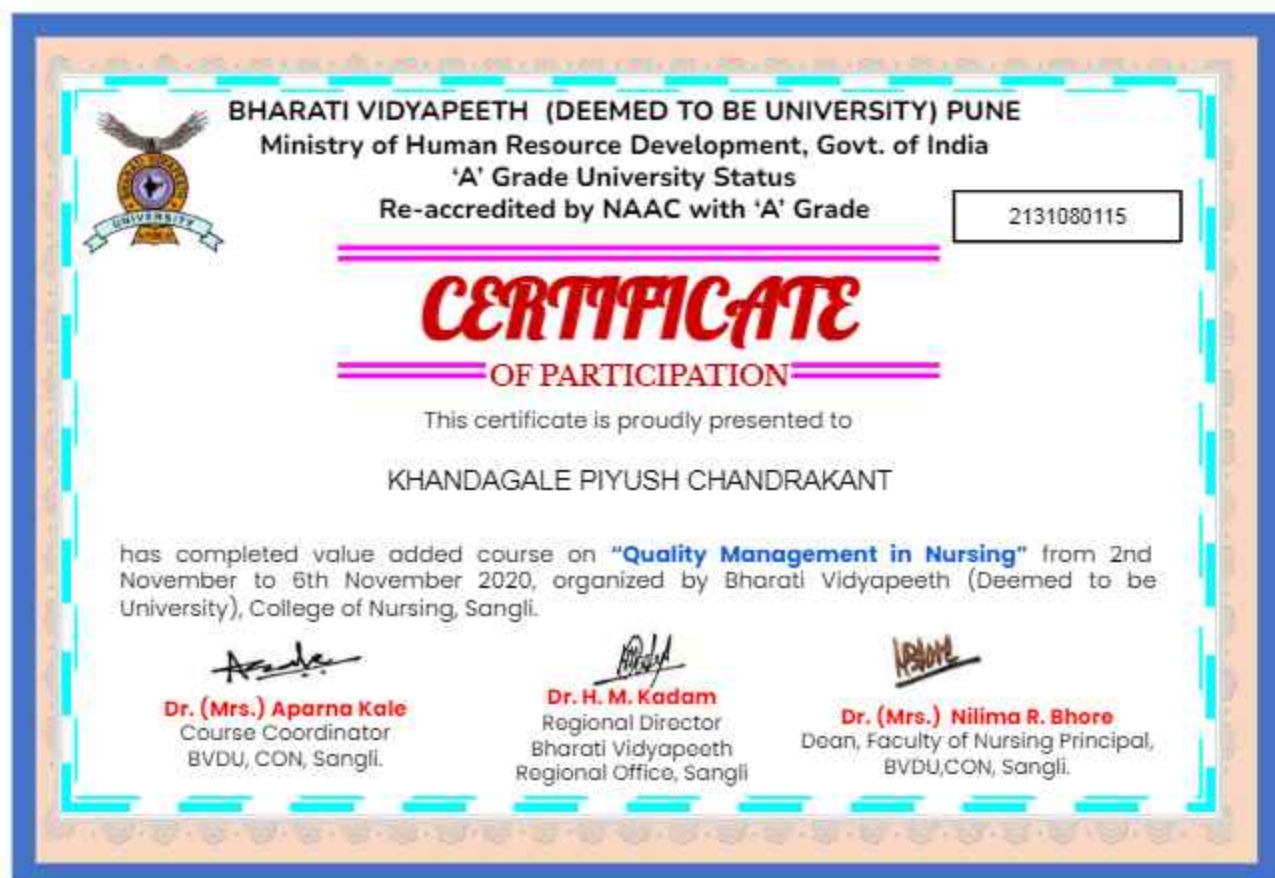 BHARATI VIDYAPEETH (DEEMED TO BE UNIVERSITY) PUNE
Ministry of Human Resource Development, Govt. of India
‘A’ Grade University Status
Re-accredited by NAAC with ‘A’ Grade
2131080115
BHARATI VIDYAPEETH
UNIVERSITY
CERTIFICATE
OF PARTICIPATION
This certificate is proudly presented to
KHANDAGALE PIYUSH CHANDRAKANT
has completed value added course on “Quality Management in Nursing” from 2nd
November to 6th November 2020, organized by Bharati Vidyapeeth (Deemed to be
University), College of Nursing, Sangli.
Dr. (Mrs.) Aparna Kale
Course Coordinator
BVDU, CON, Sangli.
Dr. H. M. Kadam
Regional Director
Bharati Vidyapeeth
Regional Office, Sangli
Dr. (Mrs.) Nilima R. Bhore
Dean, Faculty of Nursing Principal,
BVDU,CON, Sangli.